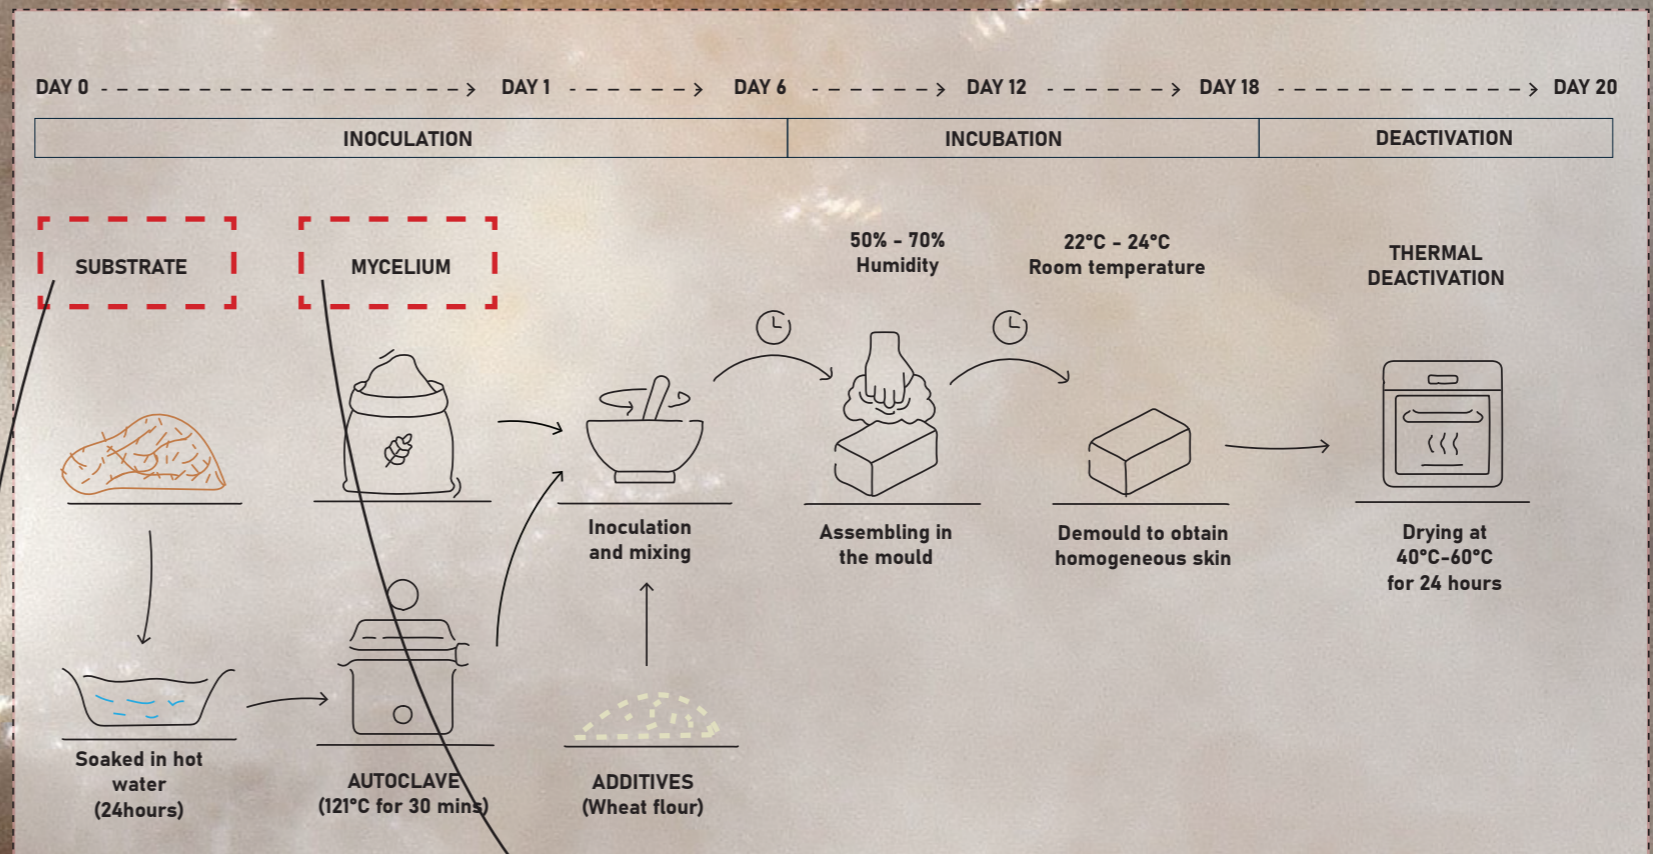 DAY 0
DAY 1
DAY 6
DAY 12
DAY 18
DAY 20
INOCULATION
INCUBATION
DEACTIVATION
SUBSTRATE
MYCELIUM
50% - 70%
Humidity
22°C - 24°C
Room temperature
THERMAL
DEACTIVATION
Inoculation
and mixing
Assembling in
the mould
Demould to obtain
homogeneous skin
Drying at
40°C-60°C
for 24 hours
Soaked in hot
water
(24hours)
AUTOCLAVE
(121°C for 30 mins)
ADDITIVES
(Wheat flour)